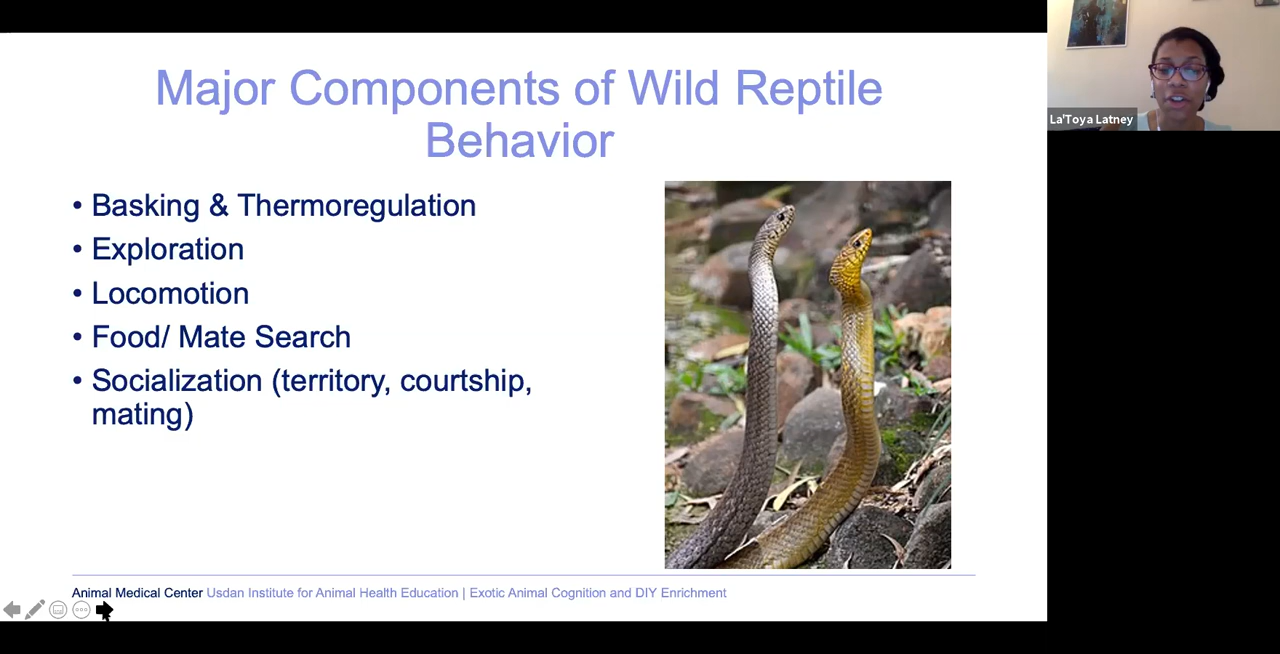 Major Components of Wild Reptile
Behavior
• Basking & Thermoregulation
• Exploration
• Locomotion
• Food/ Mate Search
• Socialization (territory, courtship,
mating)
Animal Medical Center Usdan Institute for Animal Health Education | Exotic Animal Cognition and DIY Enrichment
La'Toya Latney